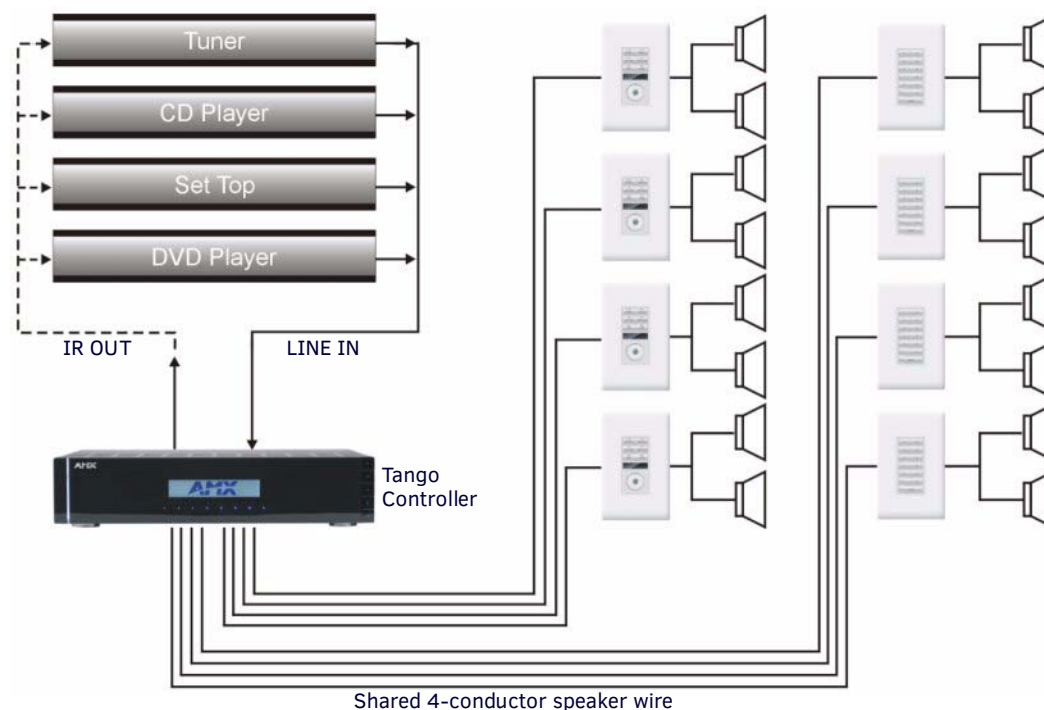 Tuner
CD Player
Set Top
DVD Player
IR OUT
LINE IN
AMX
AMX
Tango
Controller
Shared 4-conductor speaker wire